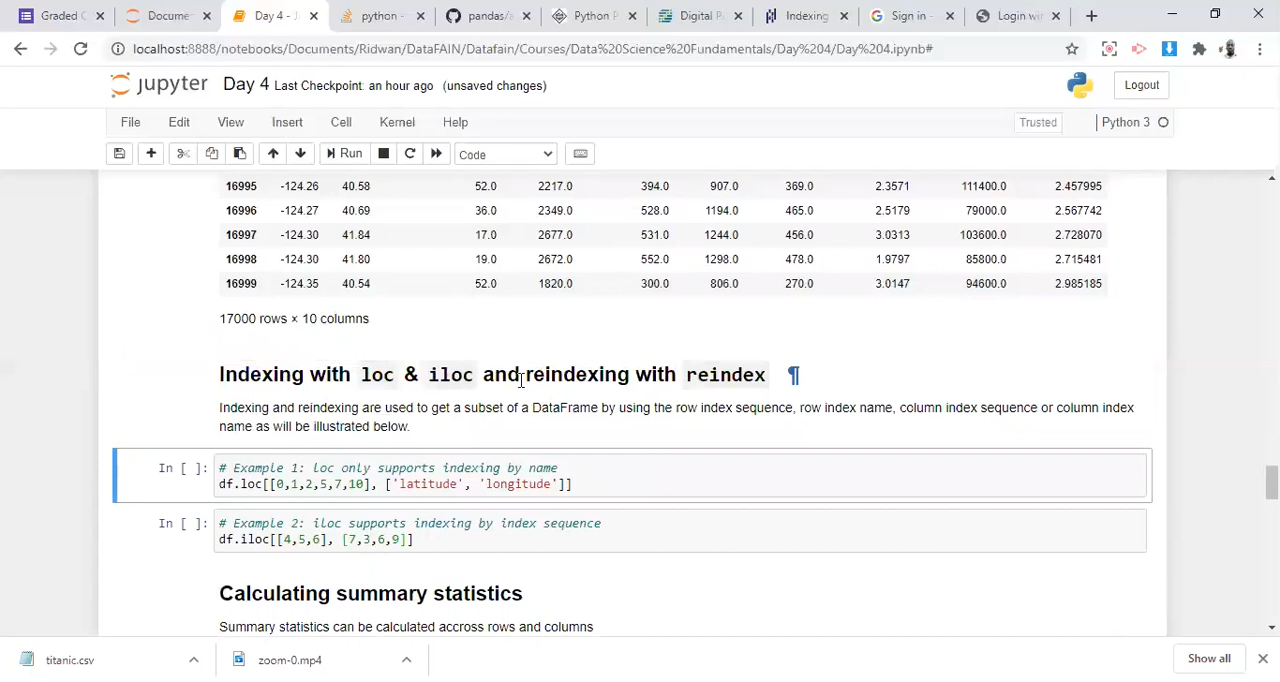 Graded C
Docume
Day 4 - J
python -
pandas/a
Python P
Digital P
Indexing
Sign in -
Login wi
localhost:8888/notebooks/Documents/Ridwan/DataFAIN/Datafain/Courses/Data%20Science%20Fundamentals/Day%204/Day%204.ipynb#
jupyter Day 4 Last Checkpoint: an hour ago (unsaved changes)
Logout
File Edit View Insert Cell Kernel Help
Trusted
Python 3
Run
Code
16995 -124.26 40.58 52.0 2217.0 394.0 907.0 369.0 2.3571 111400.0 2.457995
16996 -124.27 40.69 36.0 2349.0 528.0 1194.0 465.0 2.5179 79000.0 2.567742
16997 -124.30 41.84 17.0 2677.0 531.0 1244.0 456.0 3.0313 103600.0 2.728070
16998 -124.30 41.80 19.0 2672.0 552.0 1298.0 478.0 1.9797 85800.0 2.715481
16999 -124.35 40.54 52.0 1820.0 300.0 806.0 270.0 3.0147 94600.0 2.985185
17000 rows × 10 columns
Indexing with loc & iloc and reindexing with reindex ¶
Indexing and reindexing are used to get a subset of a DataFrame by using the row index sequence, row index name, column index sequence or column index
name as will be illustrated below.
In [ ]:
# Example 1: loc only supports indexing by name
df.loc[[0,1,2,5,7,10], ['latitude', 'longitude']]
In [ ]:
# Example 2: iloc supports indexing by index sequence
df.iloc[[4,5,6], [7,3,6,9]]
Calculating summary statistics
Summary statistics can be calculated accross rows and columns
titanic.csv
zoom-0.mp4
Show all